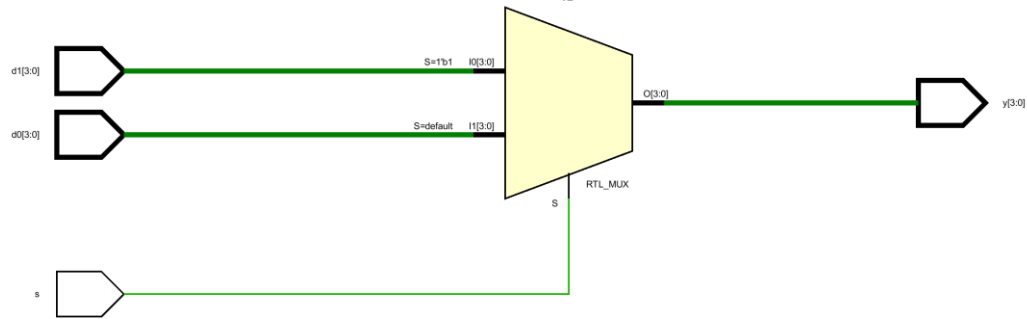 d1[3:0]
S=1'b1
I0[3:0]
O[3:0]
y[3:0]
d0[3:0]
S=default
I1[3:0]
RTL_MUX
S
s